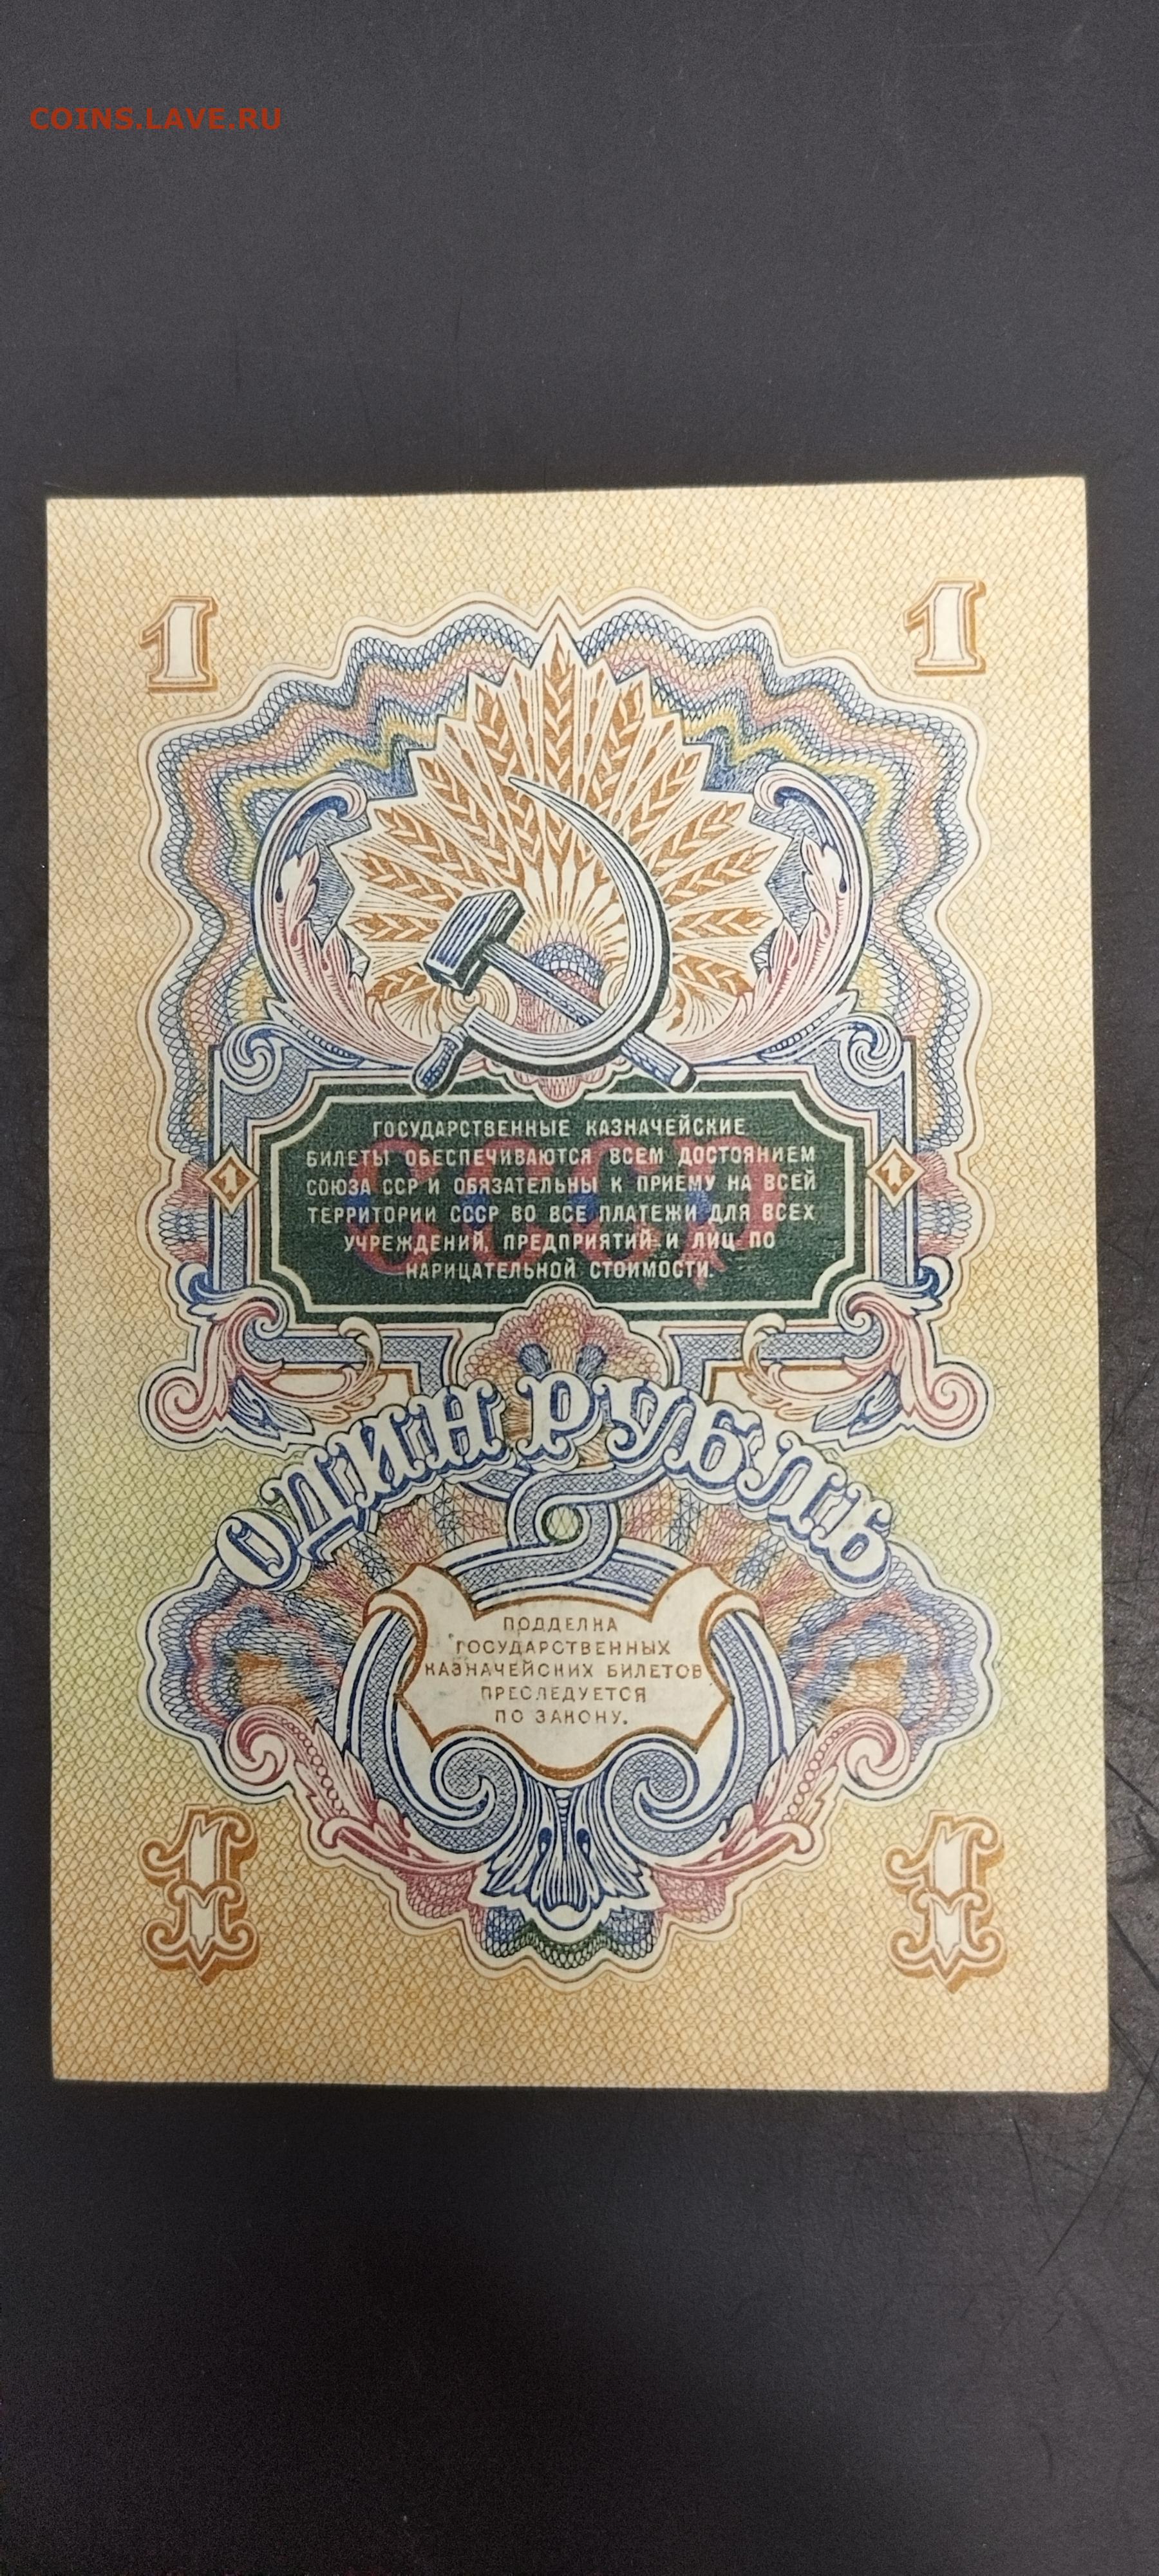 COINS.LAVE.RU
1 1
ГОСУДАРСТВЕННЫЕ КАЗНАЧЕЙСКИЕ
БИЛЕТЫ ОБЕСПЕЧИВАЮТСЯ ВСЕМ ДОСТОЯНИЕМ
СОЮЗА ССР И ОБЯЗАТЕЛЬНЫ К ПРИЕМУ НА ВСЕЙ
ТЕРРИТОРИИ СССР ВО ВСЕ ПЛАТЕЖИ ДЛЯ ВСЕХ
УЧРЕЖДЕНИЙ, ПРЕДПРИЯТИЙ И ЛИЦ ПО
НАРИЦАТЕЛЬНОЙ СТОИМОСТИ.
СССР
1 1
ОДИН РУБЛЬ
ПОДДЕЛКА
ГОСУДАРСТВЕННЫХ
КАЗНАЧЕЙСКИХ БИЛЕТОВ
ПРЕСЛЕДУЕТСЯ
ПО ЗАКОНУ.
1 1